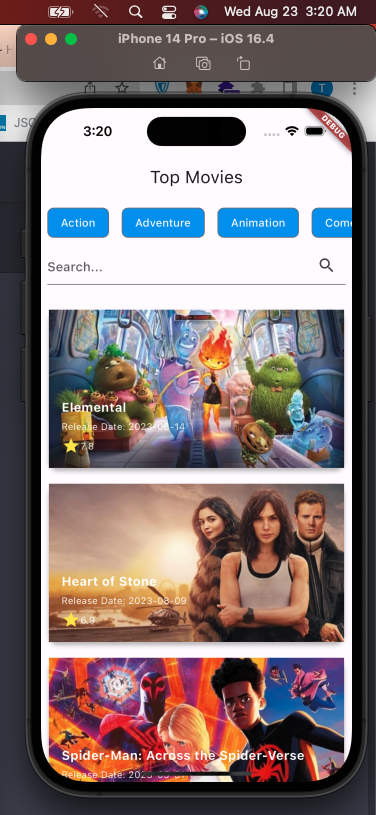 Wed Aug 23 3:20 AM
iPhone 14 Pro – iOS 16.4
T
JSO
3:20
DEBUG
Top Movies
Action
Adventure
Animation
Com
Search...
Elemental
Release Date: 2023-06-14
7.8
Heart of Stone
Release Date: 2023-08-09
6.9
Spider-Man: Across the Spider-Verse
Release Date: 2023-